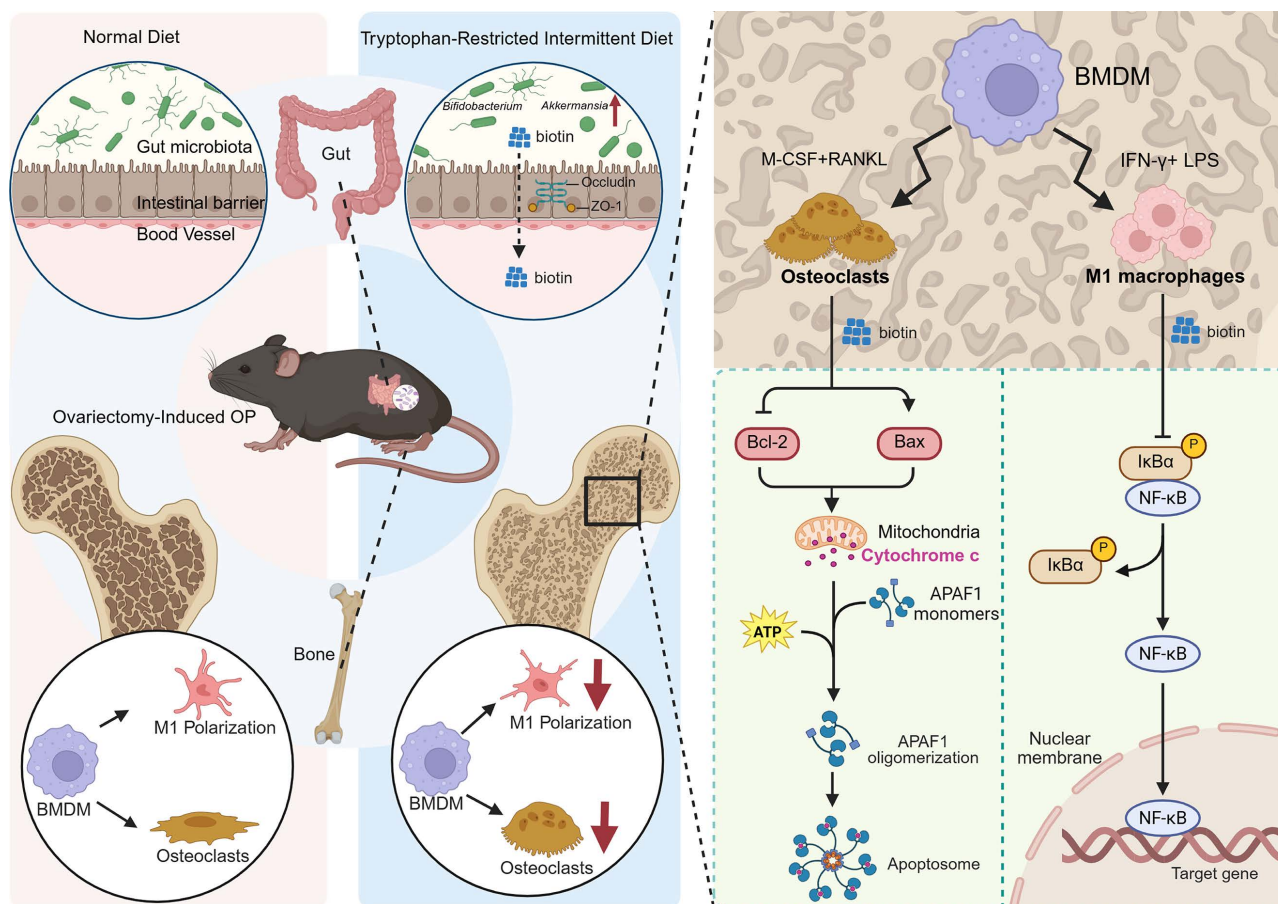 Normal Diet
Tryptophan-Restricted Intermittent Diet
Gut microbiota
Intestinal barrier
Bood Vessel
Gut
Bifidobacterium
Akkermansia
biotin
Occludin
ZO-1
biotin
Ovariectomy-Induced OP
Bone
M1 Polarization
BMDM
Osteoclasts
M1 Polarization
BMDM
Osteoclasts
BMDM
M-CSF+RANKL
IFN-γ+ LPS
Osteoclasts
M1 macrophages
biotin
biotin
Bcl-2
Bax
Mitochondria
Cytochrome c
APAF1
monomers
ATP
APAF1
oligomerization
Apoptosome
P
IκBα
NF-κB
P
IκBα
NF-κB
Nuclear
membrane
NF-κB
Target gene